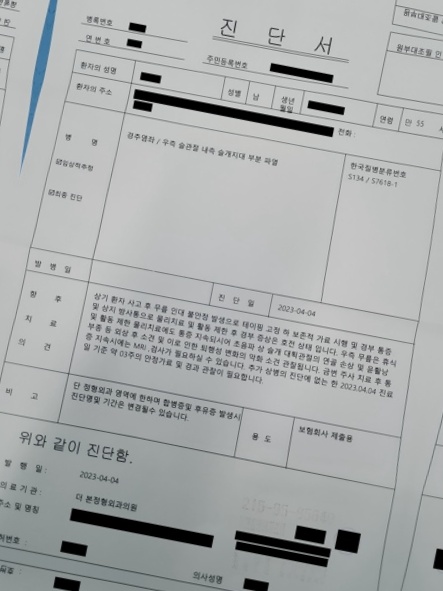 진 단 서
병록번호
연 번 호
주민등록번호
원부대조필 인
환자의 성명
성별 남 생년월일 연령 만 55
환자의 주소
전화 :
병 명
☑임상적추정
☑최종 진단
경추염좌 / 우측 슬관절 내측 슬개지대 부분 파열
한국질병분류번호
S134 / S7618-1
발 병 일
진 단 일
2023-04-04
향 후
치 료
의 견
상기 환자 사고 후 무릎 인대 불안정 발생으로 테이핑 고정 하 보존적 가료 시행 및 경부 통증
및 상지 방사통으로 물리치료 및 활동 제한 후 경부 증상은 호전 상태 입니다. 우측 무릎은 휴식
및 활동 제한 물리치료에도 통증 지속되시어 초음파 상 슬개 대퇴관절의 연골 손상 및 윤활낭
부종 등 외상 후 소견 및 이로 인한 퇴행성 변화의 악화 소견 관찰됩니다. 금번 주사 치료 후 통
증 지속시에는 MRI 검사가 필요하실 수 있습니다. 추가 상병의 진단에 없는 한 2023.04.04 진료
일 기준 약 03주의 안정가료 및 경과 관찰이 필요합니다.
비 고
단 정형외과 영역에 한하며 합병증및 후유증 발생시
진단명및 기간은 변경될수 있습니다.
용 도
보험회사 제출용
위와 같이 진단함.
발 행 일 :
2023-04-04
의 료 기 관 :
더 본정형외과의원
주소 및 명칭
의사성명